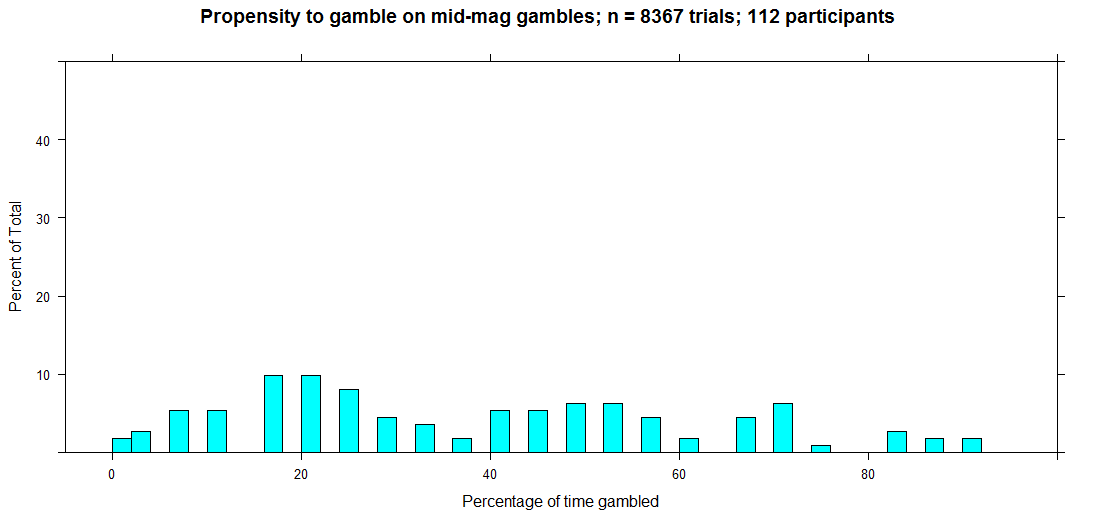 Propensity to gamble on mid-mag gambles; n = 8367 trials; 112 participants
Percent of Total
40
30
20
10
0 20 40 60 80
Percentage of time gambled